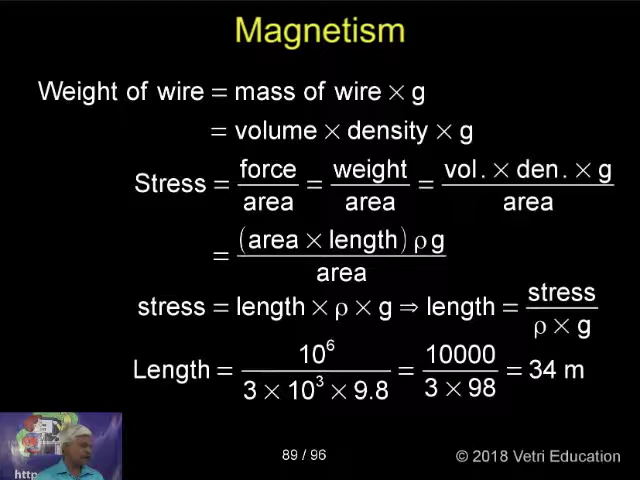 Magnetism
Weight of wire = mass of wire × g
= volume × density × g
Stress = force/area = weight/area = vol. × den. × g/area
= (area × length) ρg/area
stress = length × ρ × g ⇒ length = stress/ρ × g
Length = 10⁶/3 × 10³ × 9.8 = 10000/3 × 98 = 34 m
http
89 / 96
© 2018 Vetri Education